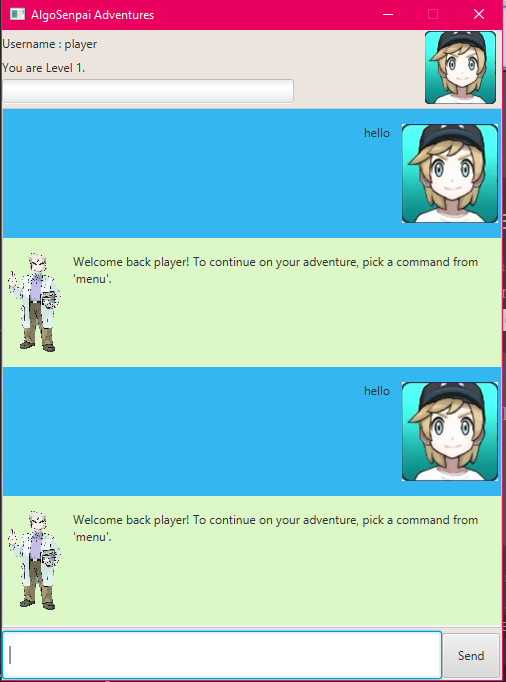 AlgoSenpai Adventures
Username : player
You are Level 1.
hello
Welcome back player! To continue on your adventure, pick a command from
'menu'.
hello
Welcome back player! To continue on your adventure, pick a command from
'menu'.
Send